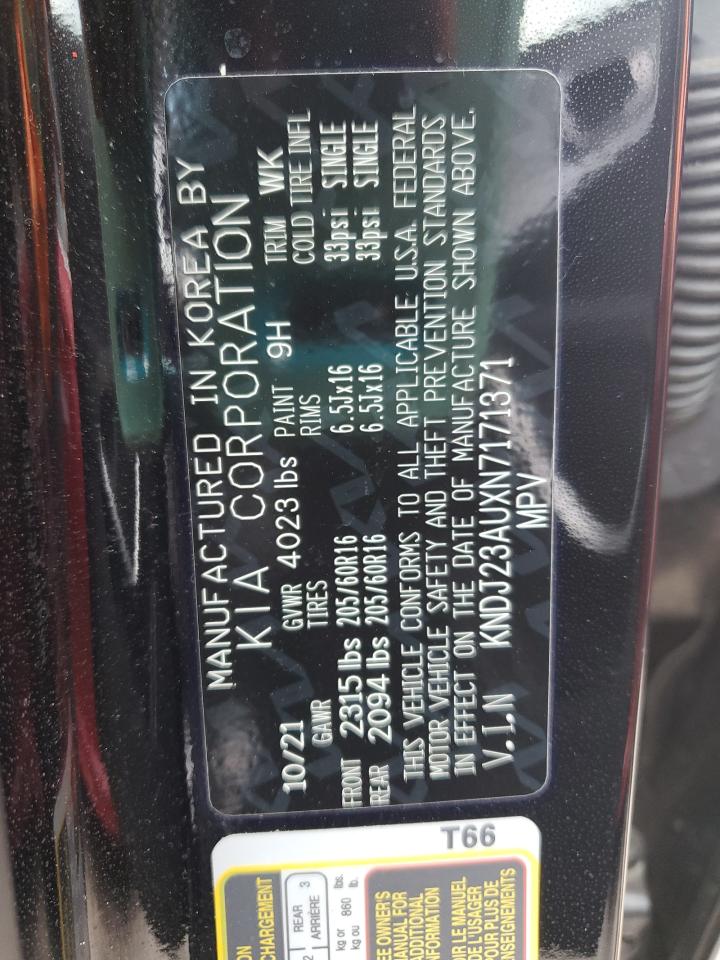 MANUFACTURED IN KOREA BY
KIA CORPORATION
10/21 GVWR 4023 lbs PAINT 9H TRIM WK
GAWR TIRES RIMS COLD TIRE INFL
FRONT 2315 lbs 205/60R16 6.5Jx16 33psi SINGLE
REAR 2094 lbs 205/60R16 6.5Jx16 33psi SINGLE
THIS VEHICLE CONFORMS TO ALL APPLICABLE U.S.A. FEDERAL
MOTOR VEHICLE SAFETY AND THEFT PREVENTION STANDARDS
IN EFFECT ON THE DATE OF MANUFACTURE SHOWN ABOVE.
V.I.N KNDJ23AUXN7171371
MPV
T66
CHARGEMENT
2 REAR 3
ARRIÈRE
kg or 860 lbs.
kg ou lb.
OWNER'S
MANUAL FOR
ADDITIONAL
INFORMATION
LE MANUEL
DE L'USAGER
POUR PLUS DE